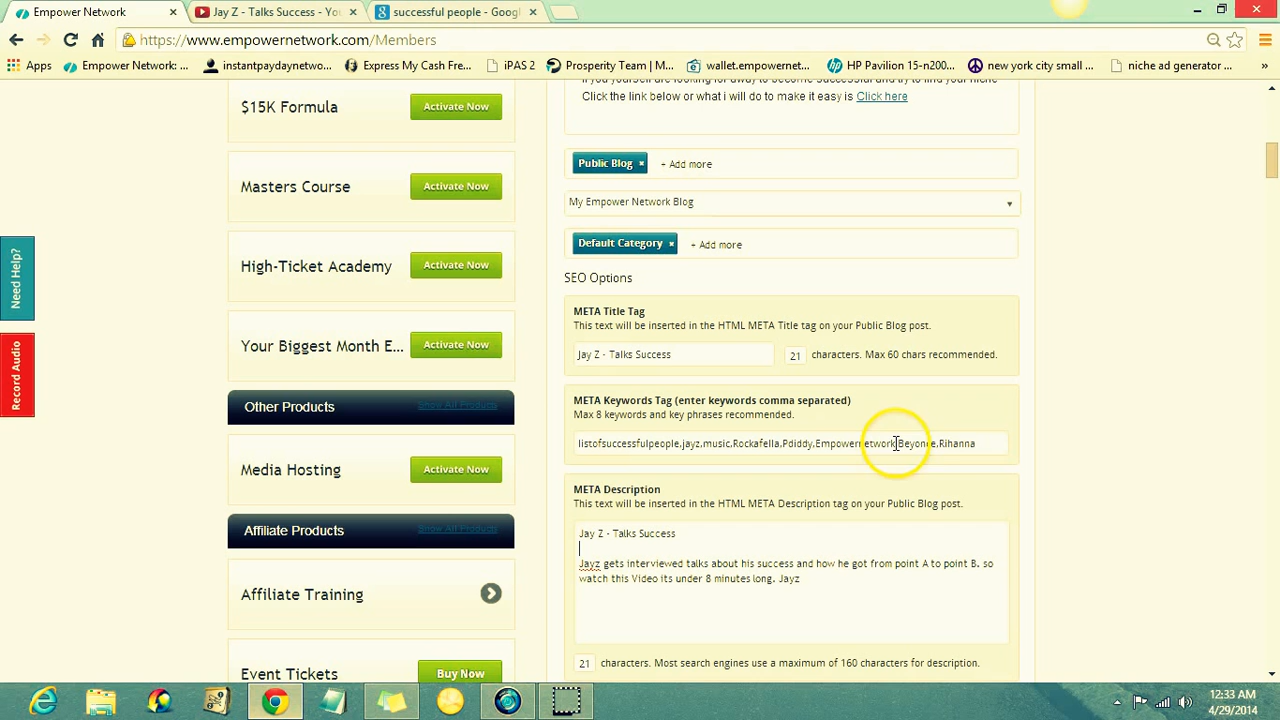 Empower Network
Jay Z - Talks Success - Yo
successful people - Goog
https://www.empowernetwork.com/Members
Apps
Empower Network: ...
instantpaydaynetwo...
Express My Cash Fre...
iPAS 2
Prosperity Team | M...
wallet.empowernet...
HP Pavilion 15-n200...
new york city small ...
niche ad generator ...
»
Click the link below or what i will do to make it easy is Click here
$15K Formula
Activate Now
Masters Course
Activate Now
High-Ticket Academy
Activate Now
Your Biggest Month E...
Activate Now
Other Products
Show All Products
Media Hosting
Activate Now
Affiliate Products
Show All Products
Affiliate Training
Event Tickets
Buy Now
Need Help?
Record Audio
Public Blog ×
+ Add more
My Empower Network Blog
Default Category ×
+ Add more
SEO Options
META Title Tag
This text will be inserted in the HTML META Title tag on your Public Blog post.
Jay Z - Talks Success
21 characters. Max 60 chars recommended.
META Keywords Tag (enter keywords comma separated)
Max 8 keywords and key phrases recommended.
listofsuccessfulpeople,jayz,music,Rockafella,Pdiddy,Empowernetwork,Beyonce,Rihanna
META Description
This text will be inserted in the HTML META Description tag on your Public Blog post.
Jay Z - Talks Success
Jayz gets interviewed talks about his success and how he got from point A to point B. so
watch this Video its under 8 minutes long. Jayz
21 characters. Most search engines use a maximum of 160 characters for description.
12:33 AM
4/29/2014